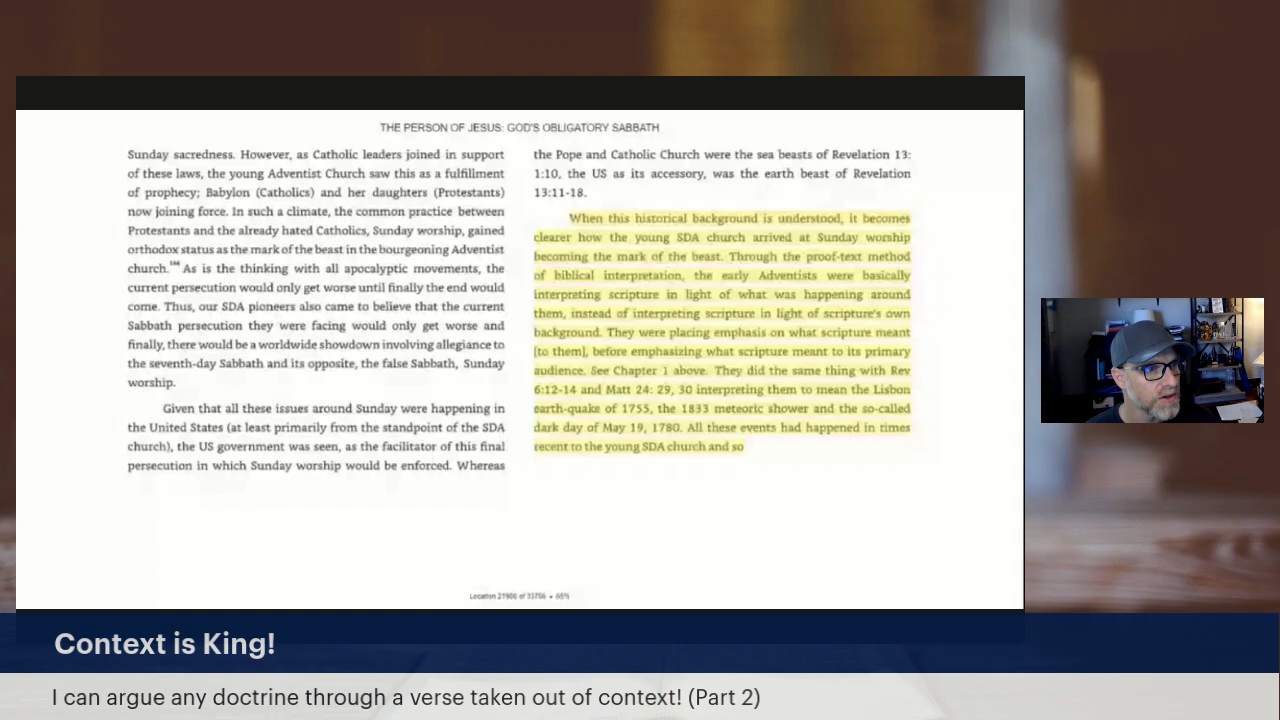 THE PERSON OF JESUS: GOD'S OBLIGATORY SABBATH
Sunday sacredness. However, as Catholic leaders joined in support
of these laws, the young Adventist Church saw this as a fulfillment
of prophecy; Babylon (Catholics) and her daughters (Protestants)
now joining force. In such a climate, the common practice between
Protestants and the already hated Catholics, Sunday worship, gained
orthodox status as the mark of the beast in the bourgeoning Adventist
church. As is the thinking with all apocalyptic movements, the
current persecution would only get worse until finally the end would
come. Thus, our SDA pioneers also came to believe that the current
Sabbath persecution they were facing would only get worse and
finally, there would be a worldwide showdown involving allegiance to
the seventh-day Sabbath and its opposite, the false Sabbath, Sunday
worship.
Given that all these issues around Sunday were happening in
the United States (at least primarily from the standpoint of the SDA
church), the US government was seen, as the facilitator of this final
persecution in which Sunday worship would be enforced. Whereas
the Pope and Catholic Church were the sea beasts of Revelation 13:
1:10, the US as its accessory, was the earth beast of Revelation
13:11-18.
When this historical background is understood, it becomes
clearer how the young SDA church arrived at Sunday worship
becoming the mark of the beast. Through the proof-text method
of biblical interpretation, the early Adventists were basically
interpreting scripture in light of what was happening around
them, instead of interpreting scripture in light of scripture's own
background. They were placing emphasis on what scripture meant
[to them], before emphasizing what scripture meant to its primary
audience. See Chapter 1 above. They did the same thing with Rev
6:12-14 and Matt 24: 29, 30 interpreting them to mean the Lisbon
earth-quake of 1755, the 1833 meteoric shower and the so-called
dark day of May 19, 1780. All these events had happened in times
recent to the young SDA church and so
Location of • 65%
Context is King!
I can argue any doctrine through a verse taken out of context! (Part 2)